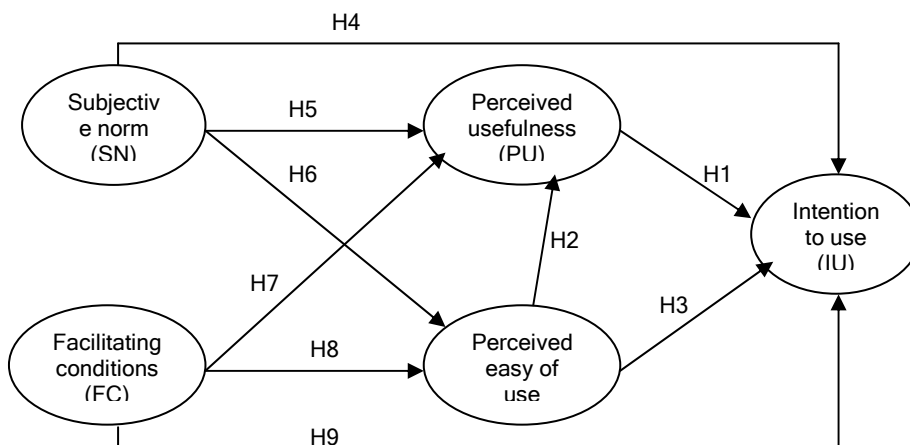 H4
Subjectiv
e norm
(SN)
H5
Perceived
usefulness
(PU)
H6
H1
Intention
to use
(IU)
H2
H7
H3
Facilitating
conditions
(FC)
H8
Perceived
easy of
use
H9